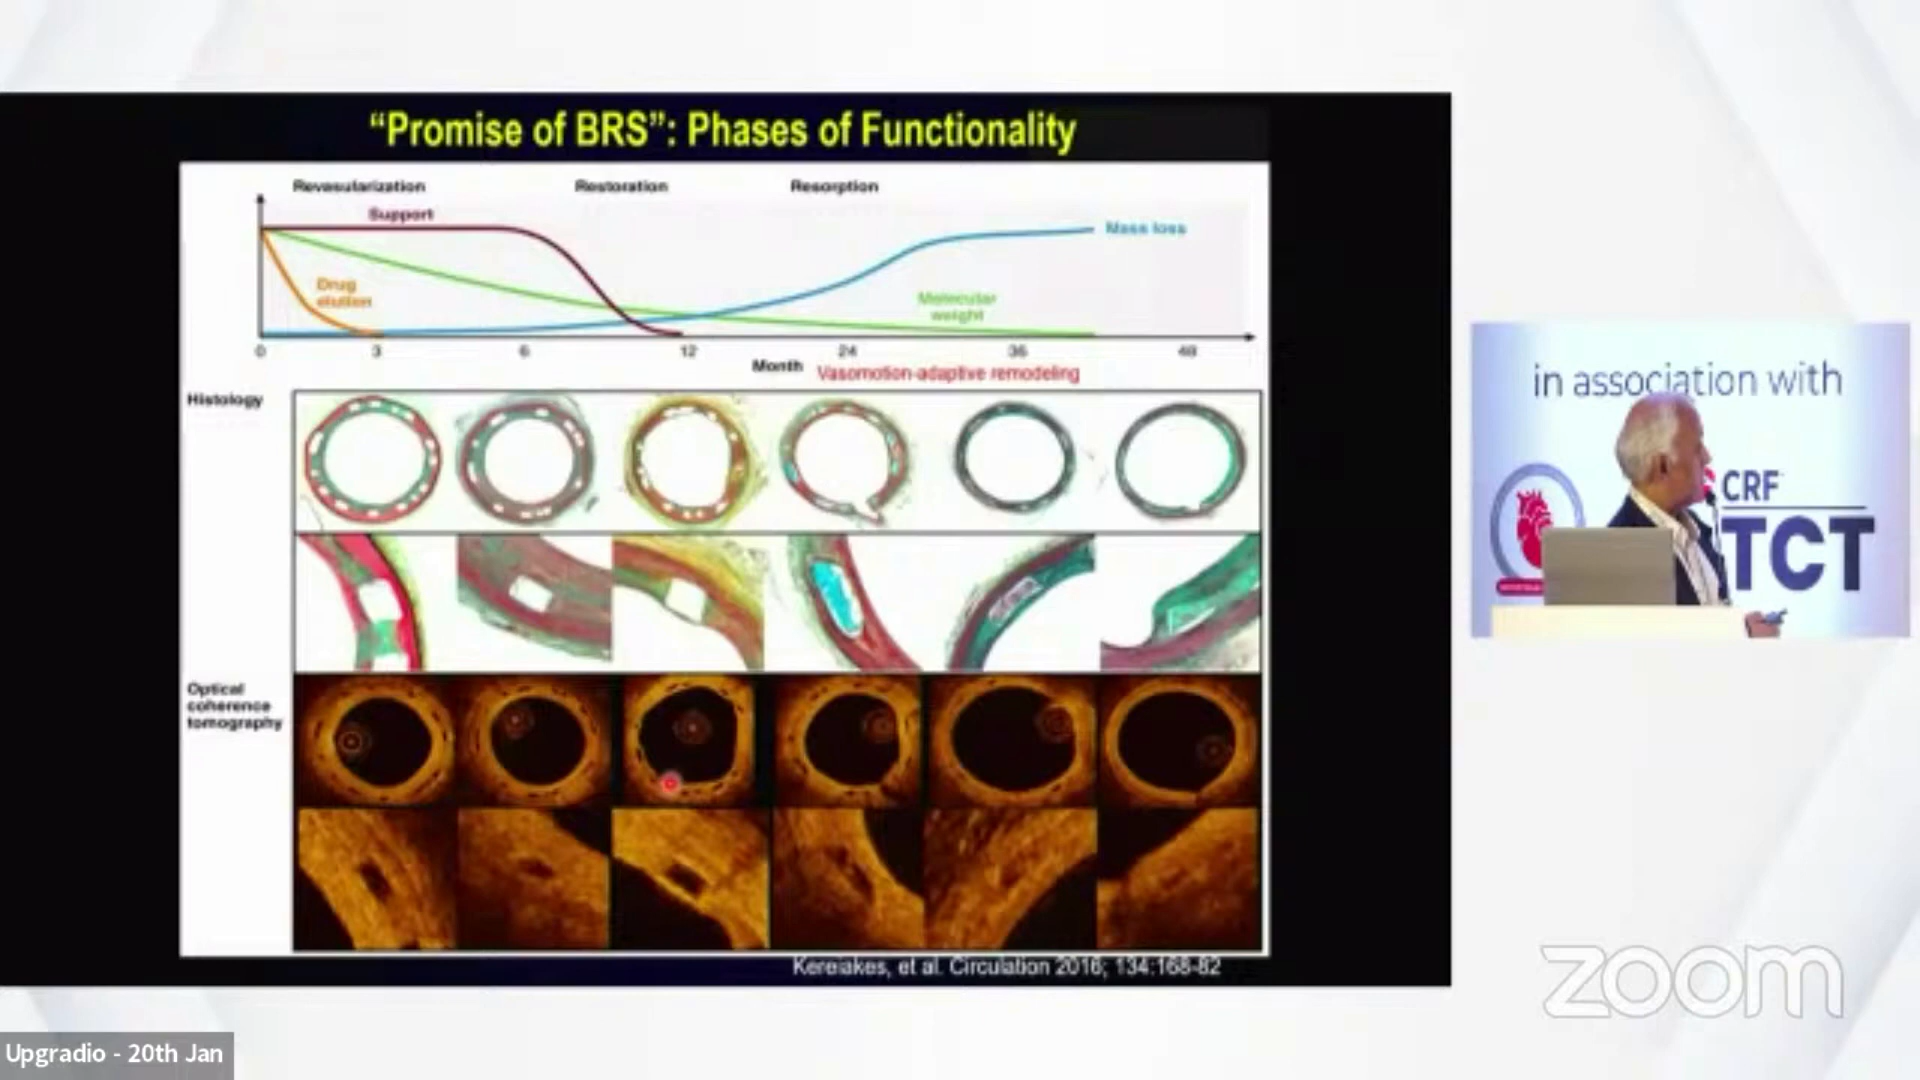 “Promise of BRS”: Phases of Functionality
Revasularization Restoration Resorption
Support
Mass loss
Drug
elution
Molecular
weight
0 3 6 12 24 36 48
Month
Vasomotion-adaptive remodeling
Histology
Optical
coherence
tomography
Kereiakes, et al. Circulation 2016; 134:168-82
in association with
CRF
TCT
zoom
Upgradio - 20th Jan